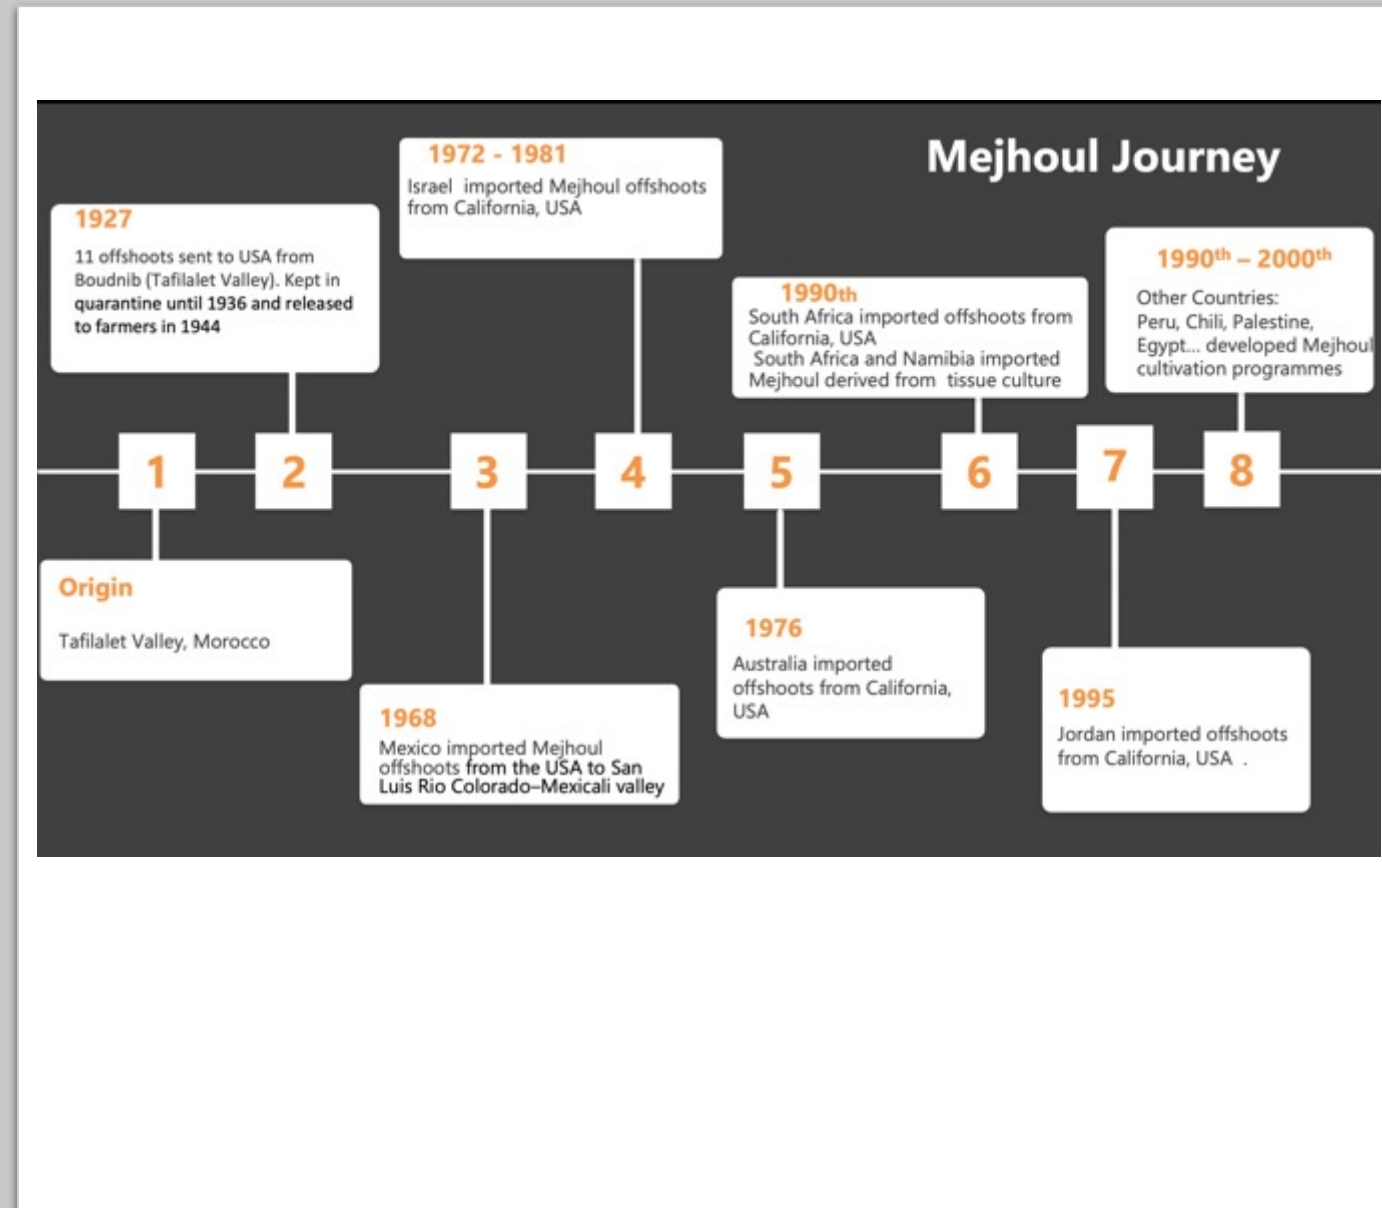 Mejhoul Journey
1
Origin
Tafilalet Valley, Morocco
2
1927
11 offshoots sent to USA from
Boudnib (Tafilalet Valley). Kept in
quarantine until 1936 and released
to farmers in 1944
3
1968
Mexico imported Mejhoul
offshoots from the USA to San
Luis Rio Colorado–Mexicali valley
4
1972 - 1981
Israel  imported Mejhoul offshoots
from California, USA
5
1976
Australia imported
offshoots from California,
USA
6
1990th
South Africa imported offshoots from
California, USA
South Africa and Namibia imported
Mejhoul derived from  tissue culture
7
1995
Jordan imported offshoots
from California, USA  .
8
1990th – 2000th
Other Countries:
Peru, Chili, Palestine,
Egypt... developed Mejhoul
cultivation programmes